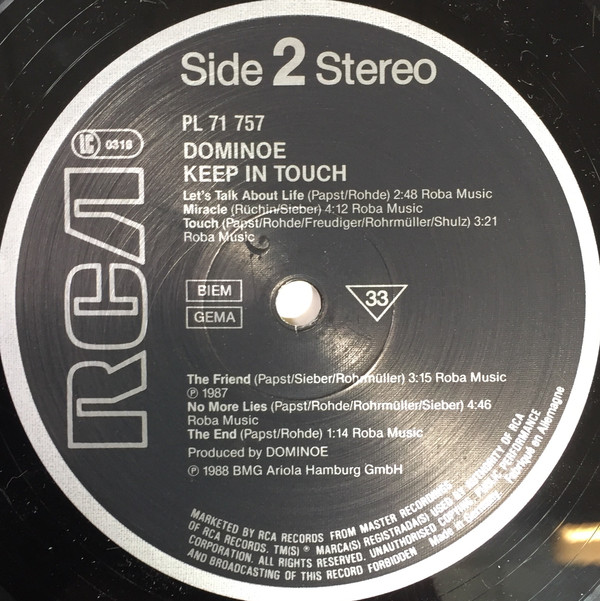 Side 2 Stereo
PL 71 757
LC 0316
DOMINOE
KEEP IN TOUCH
Let's Talk About Life (Papst/Rohde) 2:48 Roba Music
Miracle (Rüchin/Sieber) 4:12 Roba Music
Touch (Papst/Rohde/Freudiger/Rohrmüller/Shulz) 3:21
Roba Music
RCA
BIEM
GEMA
33
The Friend (Papst/Sieber/Rohrmüller) 3:15 Roba Music
℗ 1987
No More Lies (Papst/Rohde/Rohrmüller/Sieber) 4:46
Roba Music
The End (Papst/Rohde) 1:14 Roba Music
Produced by DOMINOE
℗ 1988 BMG Ariola Hamburg GmbH
MARKETED BY RCA RECORDS FROM MASTER RECORDINGS
OF RCA RECORDS. TM(S) ® MARCA(S) REGISTRADA(S) USED BY AUTHORITY OF RCA
CORPORATION. ALL RIGHTS RESERVED. UNAUTHORISED COPYING, PUBLIC PERFORMANCE
AND BROADCASTING OF THIS RECORD FORBIDDEN Made in Germany Fabriqué en Allemagne